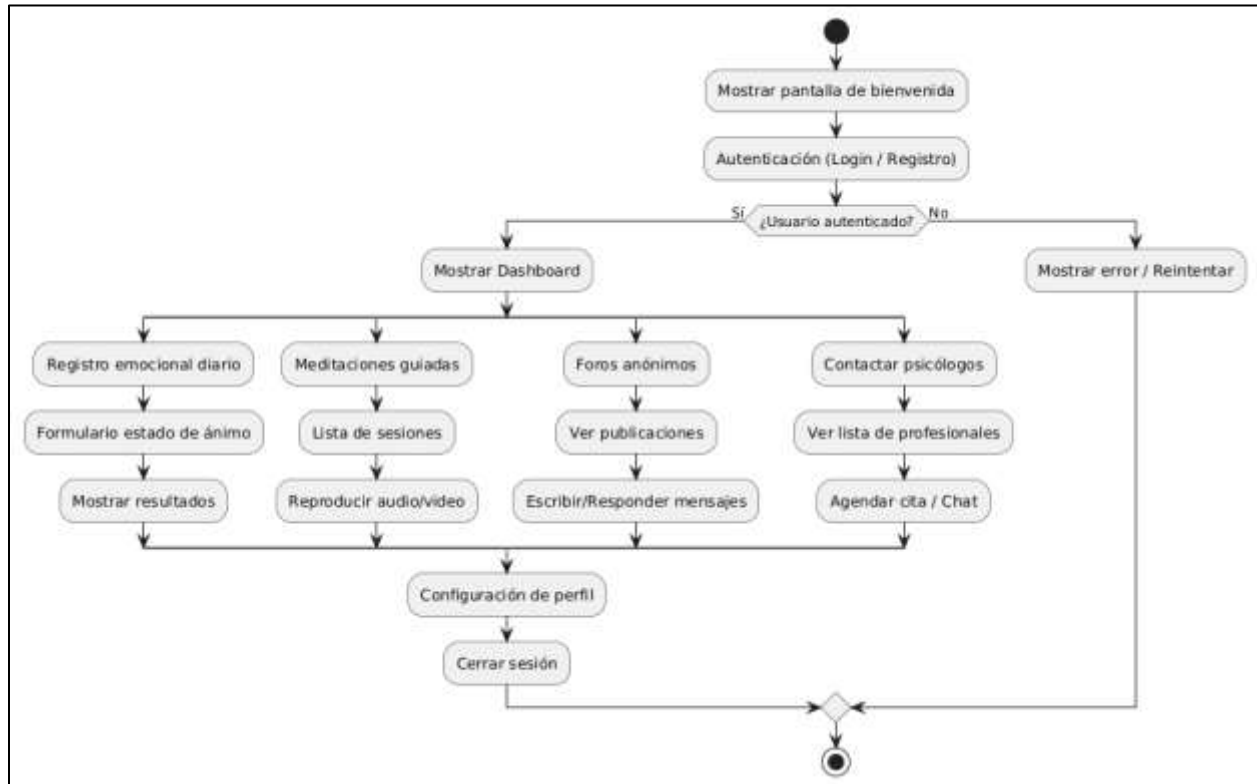 Mostrar pantalla de bienvenida
Autenticación (Login / Registro)
Sí
¿Usuario autenticado?
No
Mostrar Dashboard
Mostrar error / Reintentar
Registro emocional diario
Meditaciones guiadas
Foros anónimos
Contactar psicólogos
Formulario estado de ánimo
Lista de sesiones
Ver publicaciones
Ver lista de profesionales
Mostrar resultados
Reproducir audio/video
Escribir/Responder mensajes
Agendar cita / Chat
Configuración de perfil
Cerrar sesión